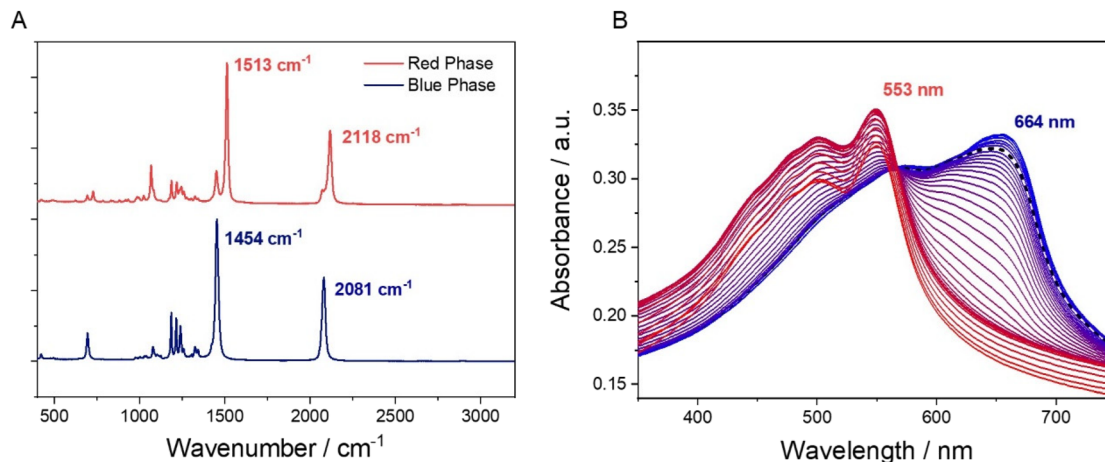 A
1513 cm⁻¹
Red Phase
Blue Phase
2118 cm⁻¹
1454 cm⁻¹
2081 cm⁻¹
500 1000 1500 2000 2500 3000
Wavenumber / cm⁻¹
B
553 nm
664 nm
0.35
0.30
0.25
0.20
0.15
Absorbance / a.u.
400 500 600 700
Wavelength / nm